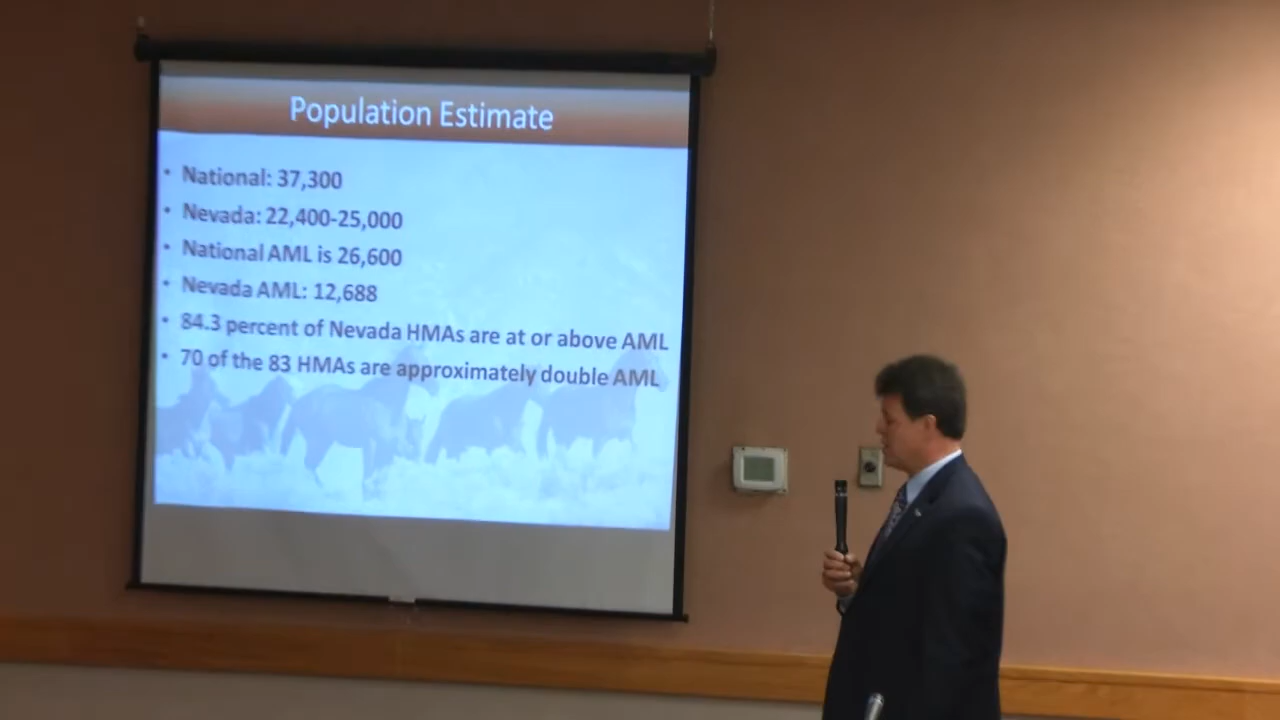 Population Estimate
• National: 37,300
• Nevada: 22,400-25,000
• National AML is 26,600
• Nevada AML: 12,688
• 84.3 percent of Nevada HMAs are at or above AML
• 70 of the 83 HMAs are approximately double AML